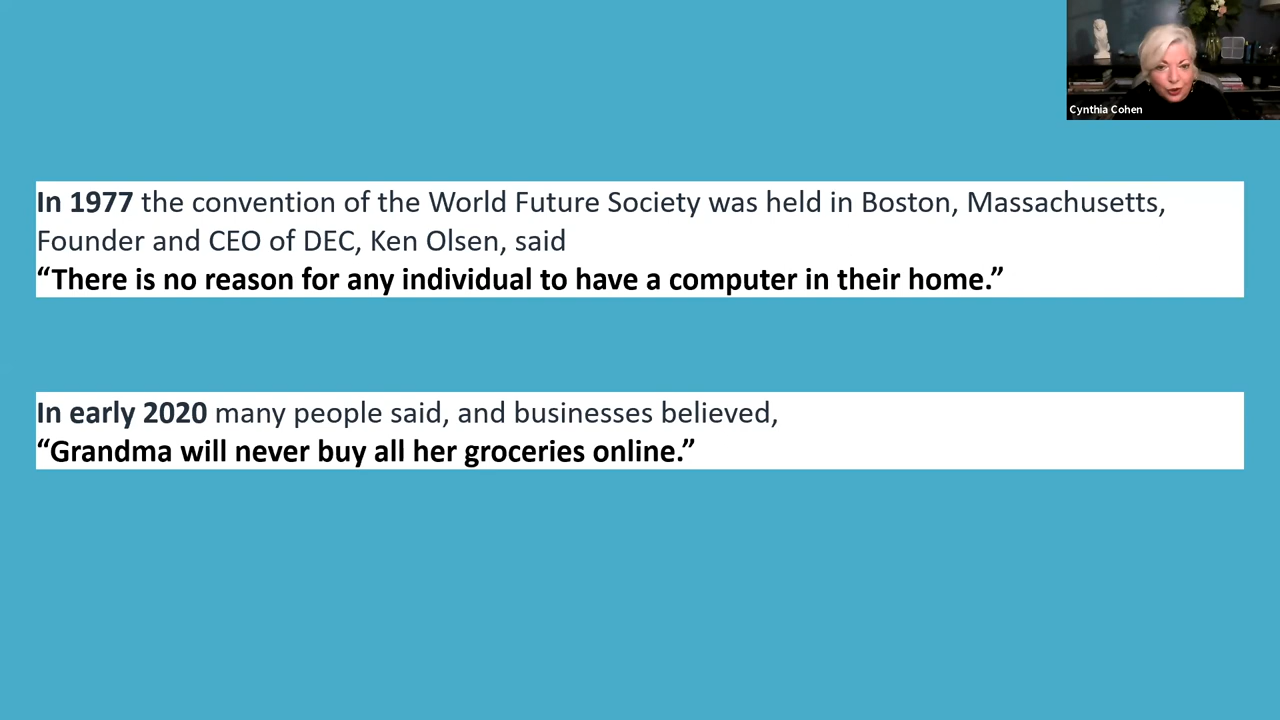 Cynthia Cohen
In 1977 the convention of the World Future Society was held in Boston, Massachusetts,
Founder and CEO of DEC, Ken Olsen, said
“There is no reason for any individual to have a computer in their home.”
In early 2020 many people said, and businesses believed,
“Grandma will never buy all her groceries online.”